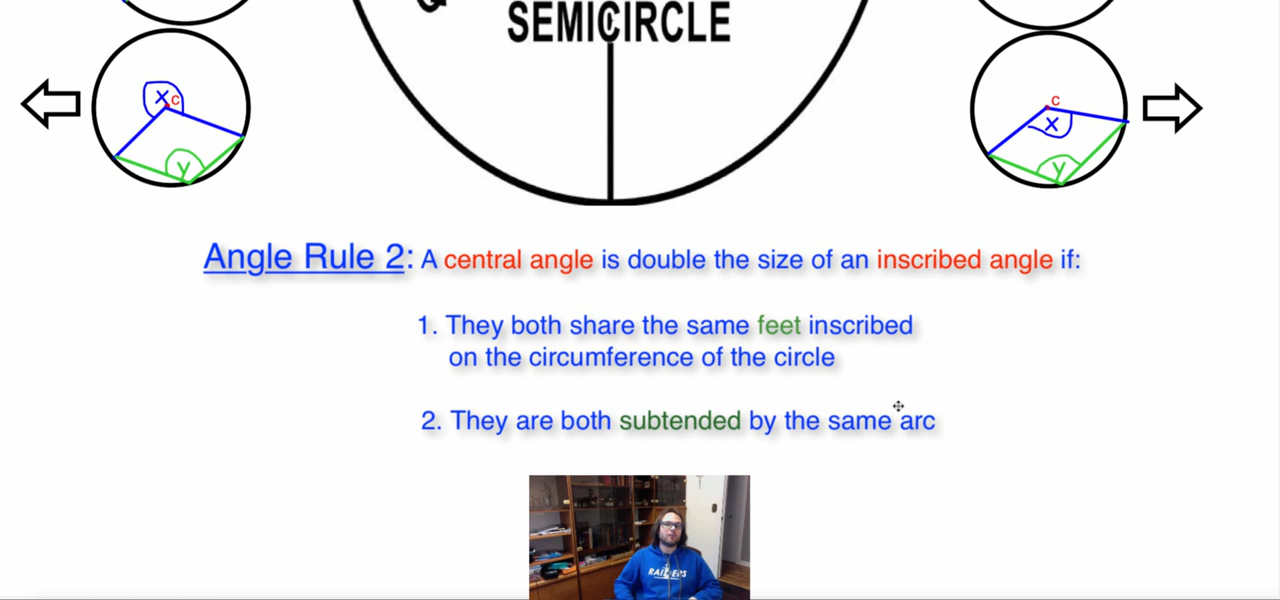 SEMICIRCLE
x c
y
c
x
y
Angle Rule 2: A central angle is double the size of an inscribed angle if:
1. They both share the same feet inscribed
on the circumference of the circle
2. They are both subtended by the same arc
RAIDERS